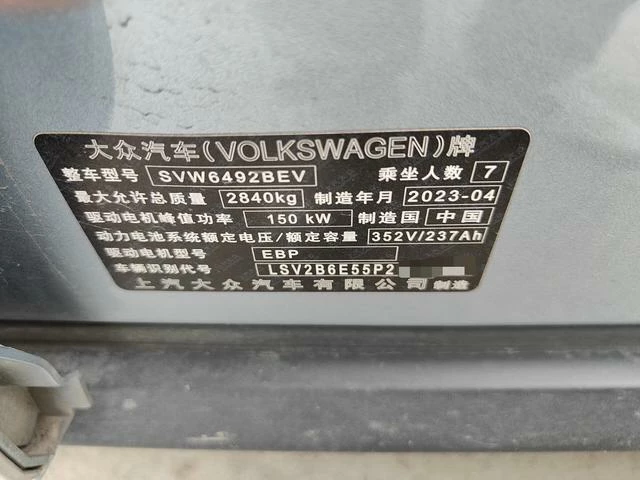 大众汽车(VOLKSWAGEN)牌
整车型号 SVW6492BEV 乘坐人数 7
最大允许总质量 2840kg 制造年月 2023-04
驱动电机峰值功率 150 kW 制造国 中国
动力电池系统额定电压/额定容量 352V/237Ah
驱动电机型号 EBP
车辆识别代号 LSV2B6E55P2
上汽大众汽车有限公司 制造